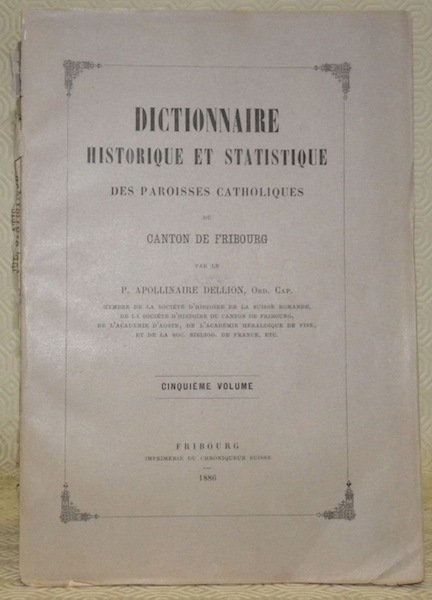 DICTIONNAIRE
HISTORIQUE ET STATISTIQUE
DES PAROISSES CATHOLIQUES
DU
CANTON DE FRIBOURG
PAR LE
P. APOLLINAIRE DELLION, ORD. CAP.
MEMBRE DE LA SOCIÉTÉ D'HISTOIRE DE LA SUISSE ROMANDE,
DE LA SOCIÉTÉ D'HISTOIRE DU CANTON DE FRIBOURG,
DE L'ACADÉMIE D'AOSTE, DE L'ACADÉMIE HÉRALDIQUE DE PISE,
ET DE LA SOC. BIBLIOG. DE FRANCE, ETC.
CINQUIÈME VOLUME
FRIBOURG
IMPRIMERIE DU CHRONIQUEUR SUISSE
1886